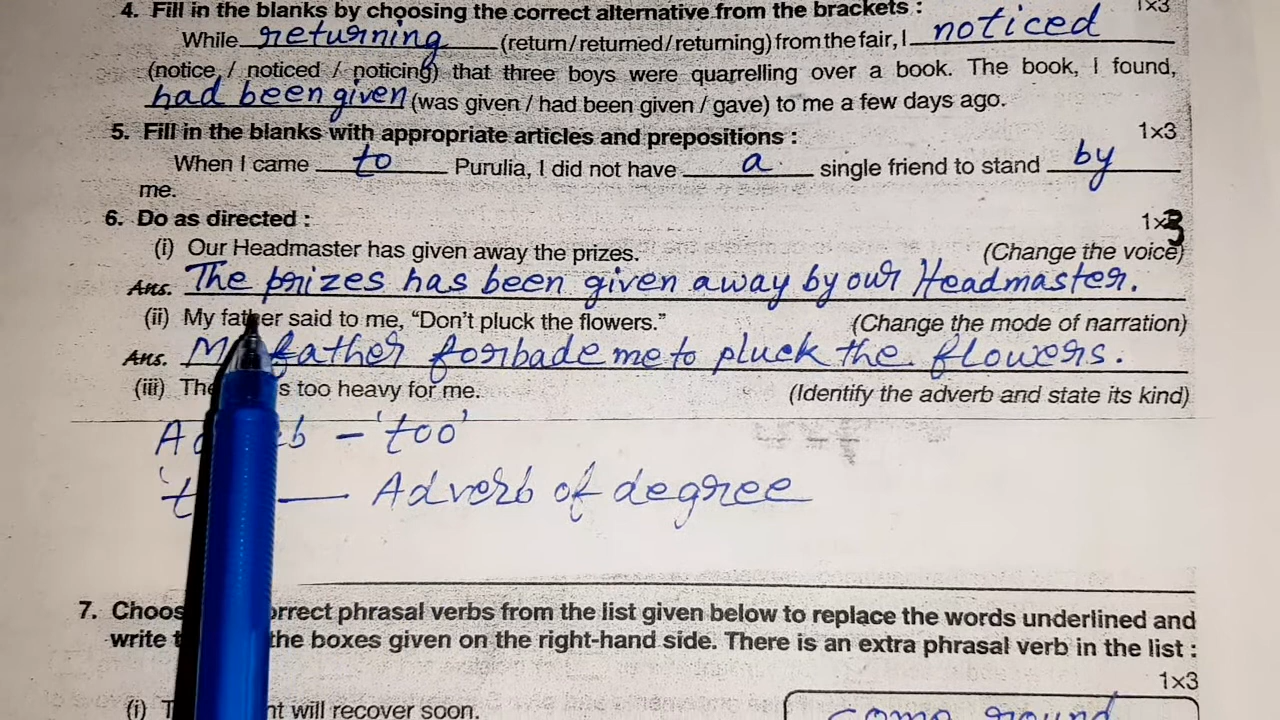 4. Fill in the blanks by choosing the correct alternative from the brackets : 1x3
While returning (return/returned/returning) from the fair, I noticed
(notice / noticed / noticing) that three boys were quarrelling over a book. The book, I found,
had been given (was given / had been given / gave) to me a few days ago.
5. Fill in the blanks with appropriate articles and prepositions : 1×3
When I came to Purulia, I did not have a single friend to stand by
me.
6. Do as directed : 1×3
(i) Our Headmaster has given away the prizes. (Change the voice)
Ans. The prizes has been given away by our Headmaster.
(ii) My father said to me, “Don’t pluck the flowers.” (Change the mode of narration)
Ans. father forbade me to pluck the flowers.
(iii) too heavy for me. (Identify the adverb and state its kind)
– 'too'
— Adverb of degree
7. correct phrasal verbs from the list given below to replace the words underlined and
write the boxes given on the right-hand side. There is an extra phrasal verb in the list :
1×3
(i) will recover soon. come round